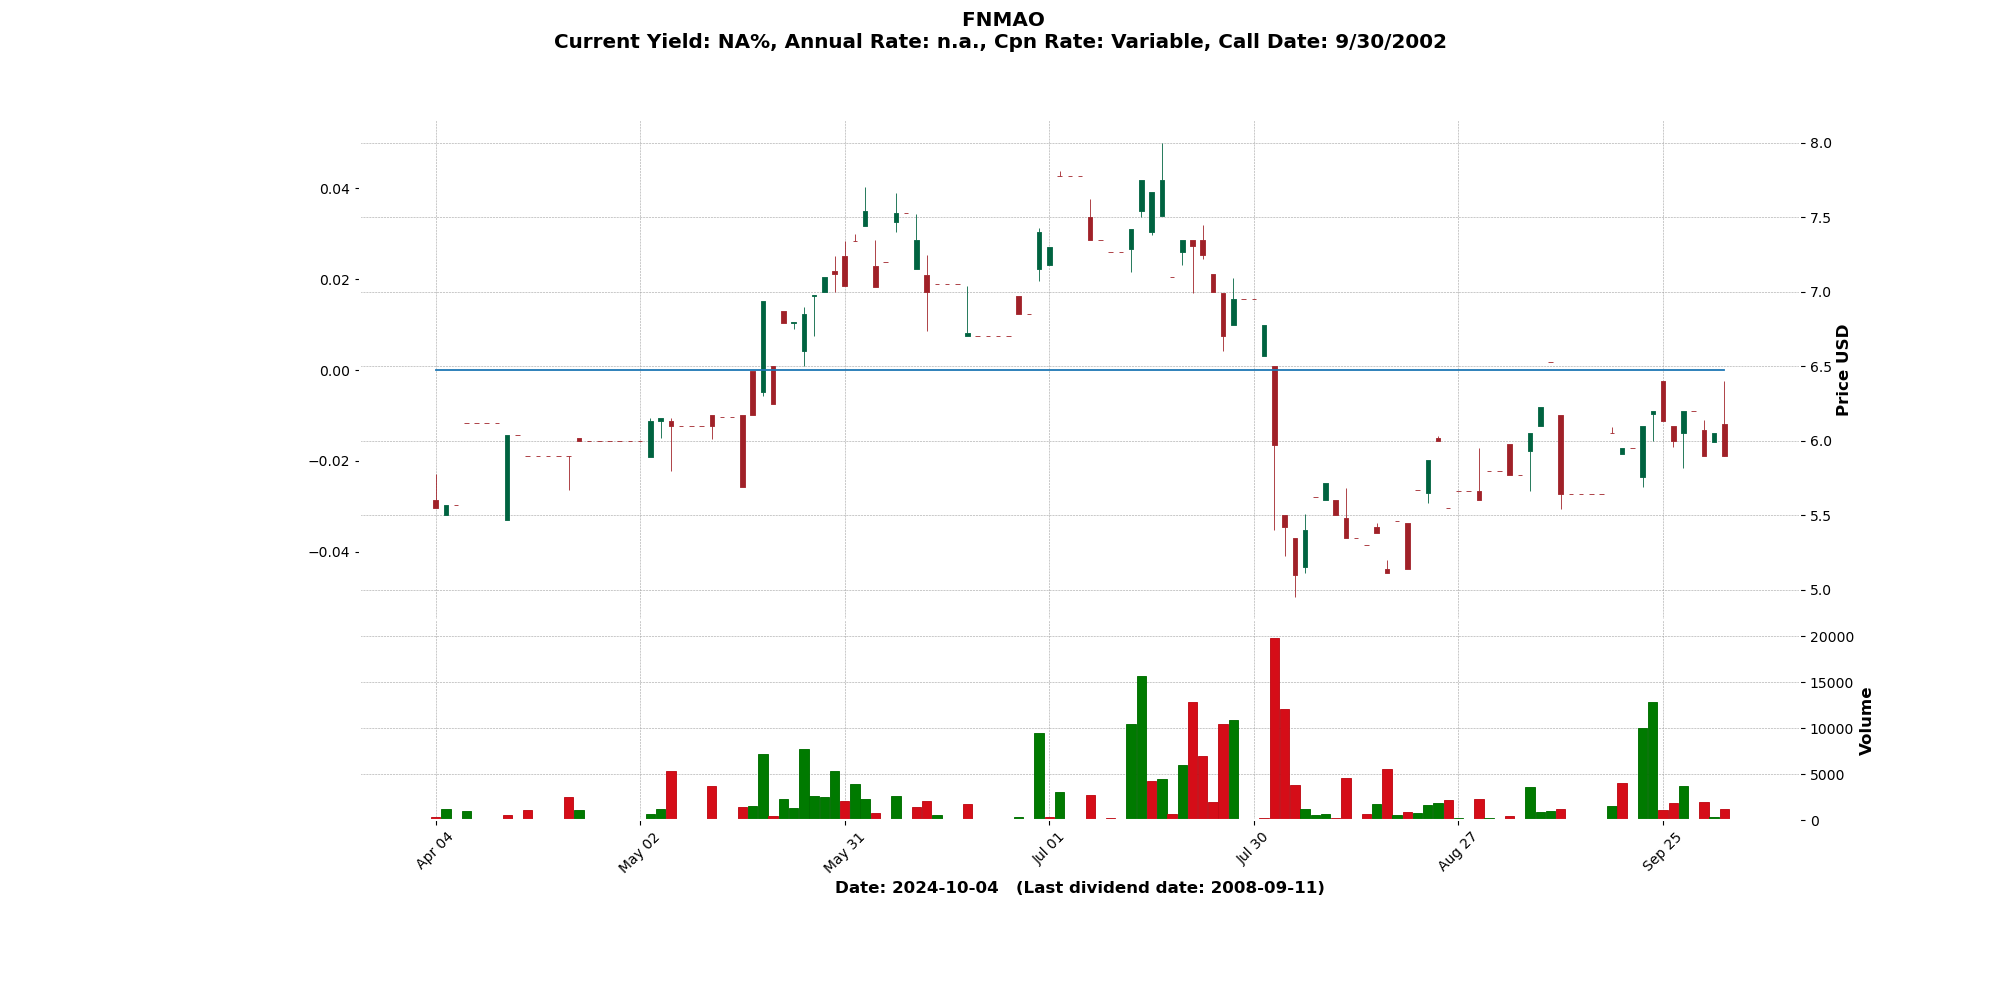 FNMAO
Current Yield: NA%, Annual Rate: n.a., Cpn Rate: Variable, Call Date: 9/30/2002
0.04
0.02
0.00
−0.02
−0.04
8.0
7.5
7.0
6.5
6.0
5.5
5.0
Price USD
20000
15000
10000
5000
0
Volume
Apr 04
May 02
May 31
Jul 01
Jul 30
Aug 27
Sep 25
Date: 2024-10-04   (Last dividend date: 2008-09-11)